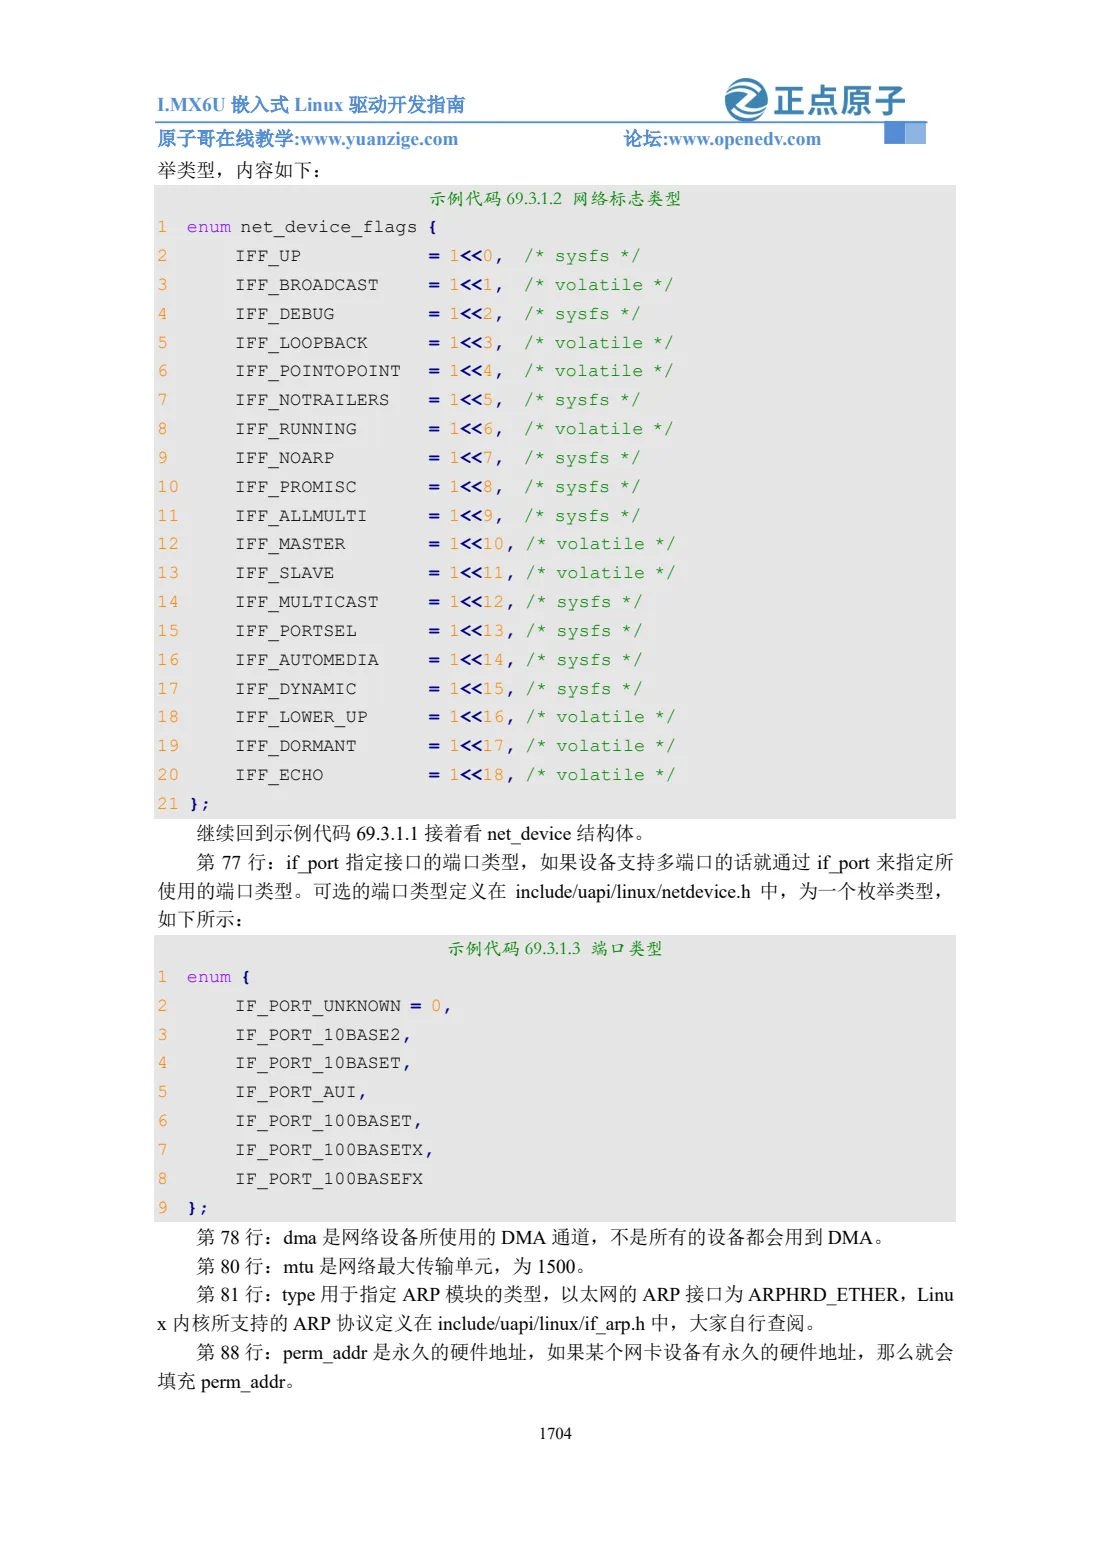 I.MX6U 嵌入式 Linux 驱动开发指南
正点原子
原子哥在线教学:www.yuanzige.com 论坛:www.openedv.com
举类型，内容如下：
示例代码 69.3.1.2 网络标志类型
1 enum net_device_flags {
2 IFF_UP = 1<<0, /* sysfs */
3 IFF_BROADCAST = 1<<1, /* volatile */
4 IFF_DEBUG = 1<<2, /* sysfs */
5 IFF_LOOPBACK = 1<<3, /* volatile */
6 IFF_POINTOPOINT = 1<<4, /* volatile */
7 IFF_NOTRAILERS = 1<<5, /* sysfs */
8 IFF_RUNNING = 1<<6, /* volatile */
9 IFF_NOARP = 1<<7, /* sysfs */
10 IFF_PROMISC = 1<<8, /* sysfs */
11 IFF_ALLMULTI = 1<<9, /* sysfs */
12 IFF_MASTER = 1<<10, /* volatile */
13 IFF_SLAVE = 1<<11, /* volatile */
14 IFF_MULTICAST = 1<<12, /* sysfs */
15 IFF_PORTSEL = 1<<13, /* sysfs */
16 IFF_AUTOMEDIA = 1<<14, /* sysfs */
17 IFF_DYNAMIC = 1<<15, /* sysfs */
18 IFF_LOWER_UP = 1<<16, /* volatile */
19 IFF_DORMANT = 1<<17, /* volatile */
20 IFF_ECHO = 1<<18, /* volatile */
21 };
继续回到示例代码 69.3.1.1 接着看 net_device 结构体。
第 77 行：if_port 指定接口的端口类型，如果设备支持多端口的话就通过 if_port 来指定所
使用的端口类型。可选的端口类型定义在 include/uapi/linux/netdevice.h 中，为一个枚举类型，
如下所示：
示例代码 69.3.1.3 端口类型
1 enum {
2 IF_PORT_UNKNOWN = 0,
3 IF_PORT_10BASE2,
4 IF_PORT_10BASET,
5 IF_PORT_AUI,
6 IF_PORT_100BASET,
7 IF_PORT_100BASETX,
8 IF_PORT_100BASEFX
9 };
第 78 行：dma 是网络设备所使用的 DMA 通道，不是所有的设备都会用到 DMA。
第 80 行：mtu 是网络最大传输单元，为 1500。
第 81 行：type 用于指定 ARP 模块的类型，以太网的 ARP 接口为 ARPHRD_ETHER，Linu
x 内核所支持的 ARP 协议定义在 include/uapi/linux/if_arp.h 中，大家自行查阅。
第 88 行：perm_addr 是永久的硬件地址，如果某个网卡设备有永久的硬件地址，那么就会
填充 perm_addr。
1704